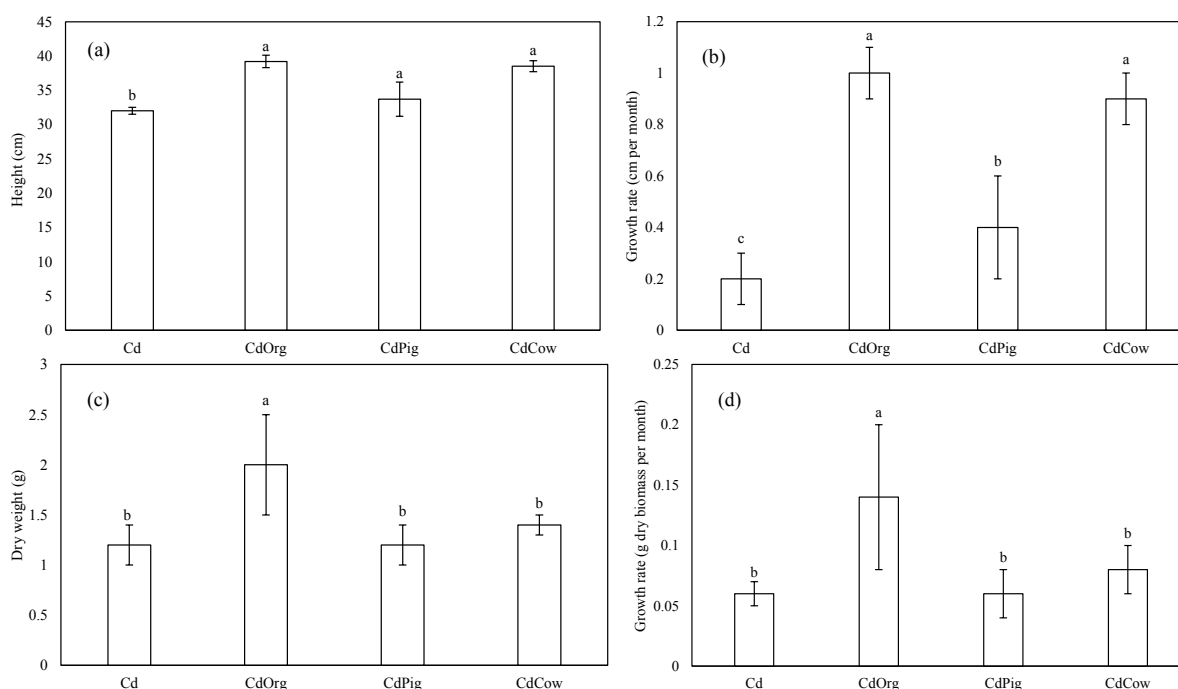 (a)
Height (cm)
45
40
35
30
25
20
15
10
5
0
b
a
a
a
Cd
CdOrg
CdPig
CdCow
(b)
Growth rate (cm per month)
1.2
1
0.8
0.6
0.4
0.2
0
c
a
b
a
Cd
CdOrg
CdPig
CdCow
(c)
Dry weight (g)
3
2.5
2
1.5
1
0.5
0
b
a
b
b
Cd
CdOrg
CdPig
CdCow
(d)
Growth rate (g dry biomass per month)
0.25
0.2
0.15
0.1
0.05
0
b
a
b
b
Cd
CdOrg
CdPig
CdCow